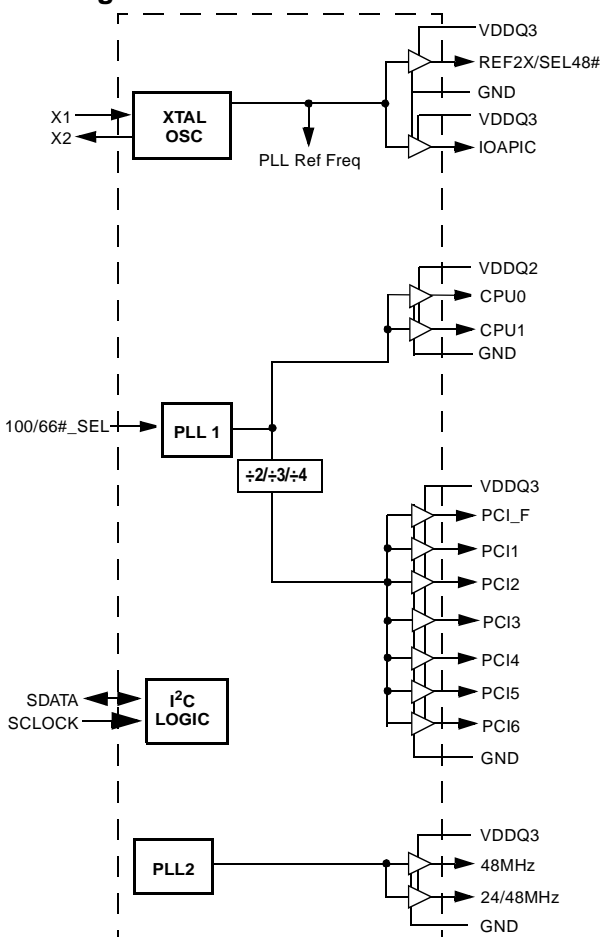 VDDQ3
REF2X/SEL48#
GND
X1
XTAL
OSC
VDDQ3
X2
PLL Ref Freq
IOAPIC
VDDQ2
CPU0
CPU1
GND
100/66#_SEL
PLL 1
÷2/÷3/÷4
VDDQ3
PCI_F
PCI1
PCI2
PCI3
PCI4
PCI5
PCI6
GND
SDATA
SCLOCK
I²C
LOGIC
VDDQ3
PLL2
48MHz
24/48MHz
GND